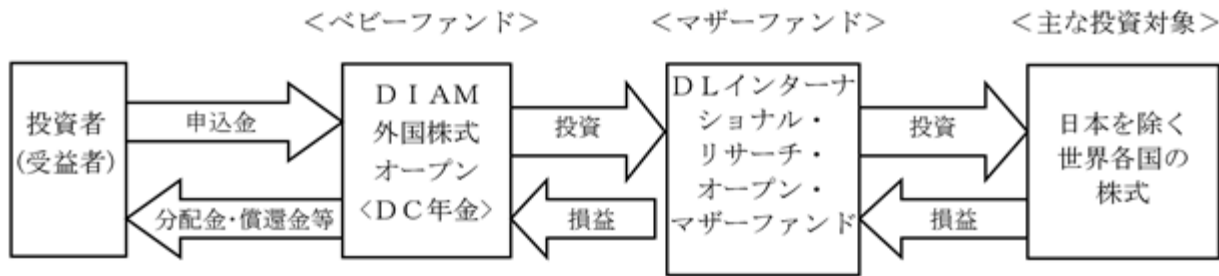 <ベビーファンド>
<マザーファンド>
<主な投資対象>
投資者
(受益者)
申込金
分配金・償還金等
ＤＩＡＭ
外国株式
オープン
<ＤＣ年金>
投資
損益
ＤＬインターナ
ショナル・
リサーチ・
オープン・
マザーファンド
投資
損益
日本を除く
世界各国の
株式